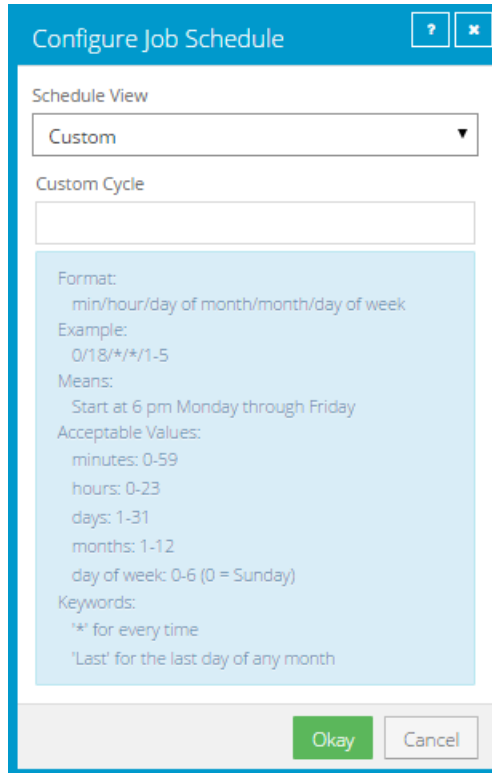 Configure Job Schedule
?
×
Schedule View
Custom
Custom Cycle
Format:
min/hour/day of month/month/day of week
Example:
0/18/*/*/1-5
Means:
Start at 6 pm Monday through Friday
Acceptable Values:
minutes: 0-59
hours: 0-23
days: 1-31
months: 1-12
day of week: 0-6 (0 = Sunday)
Keywords:
'*' for every time
'Last' for the last day of any month
Okay
Cancel